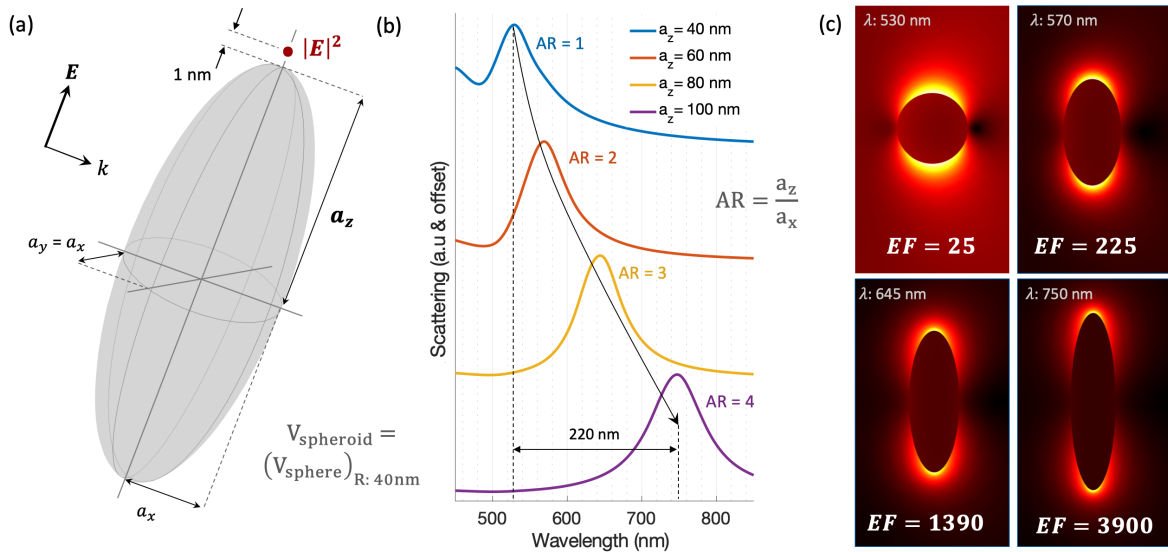 (a)
|E|²
1 nm
E
k
a_z
a_y = a_x
a_x
V_spheroid =
(V_sphere)_R: 40nm
(b)
AR = 1
a_z= 40 nm
a_z= 60 nm
a_z= 80 nm
a_z= 100 nm
AR = 2
AR = a_z/a_x
AR = 3
AR = 4
220 nm
Scattering (a.u & offset)
500 600 700 800
Wavelength (nm)
(c)
λ: 530 nm
EF = 25
λ: 570 nm
EF = 225
λ: 645 nm
EF = 1390
λ: 750 nm
EF = 3900